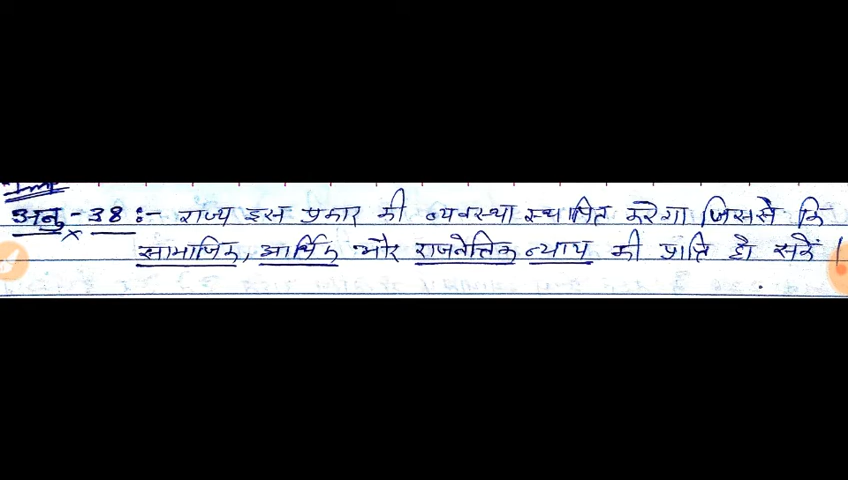 अनु - 38 :- राज्य इस प्रकार की व्यवस्था स्थापित करेगा जिससे कि
सामाजिक, आर्थिक और राजनैतिक न्याय की प्राप्ति हो सकें।